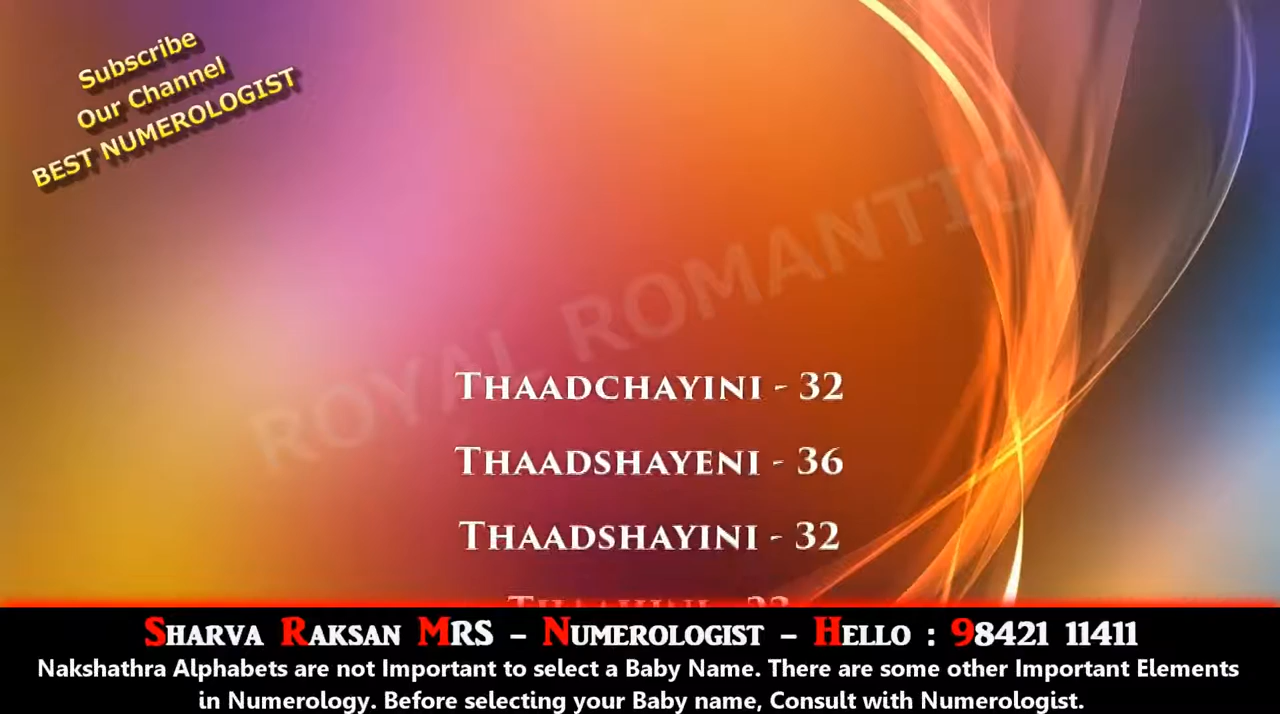 Subscribe
Our Channel
BEST NUMEROLOGIST
ROYAL ROMANTIC
THAADCHAYINI - 32
THAADSHAYENI - 36
THAADSHAYINI - 32
SHARVA RAKSAN MRS – NUMEROLOGIST – HELLO : 98421 11411
Nakshathra Alphabets are not Important to select a Baby Name. There are some other Important Elements
in Numerology. Before selecting your Baby name, Consult with Numerologist.